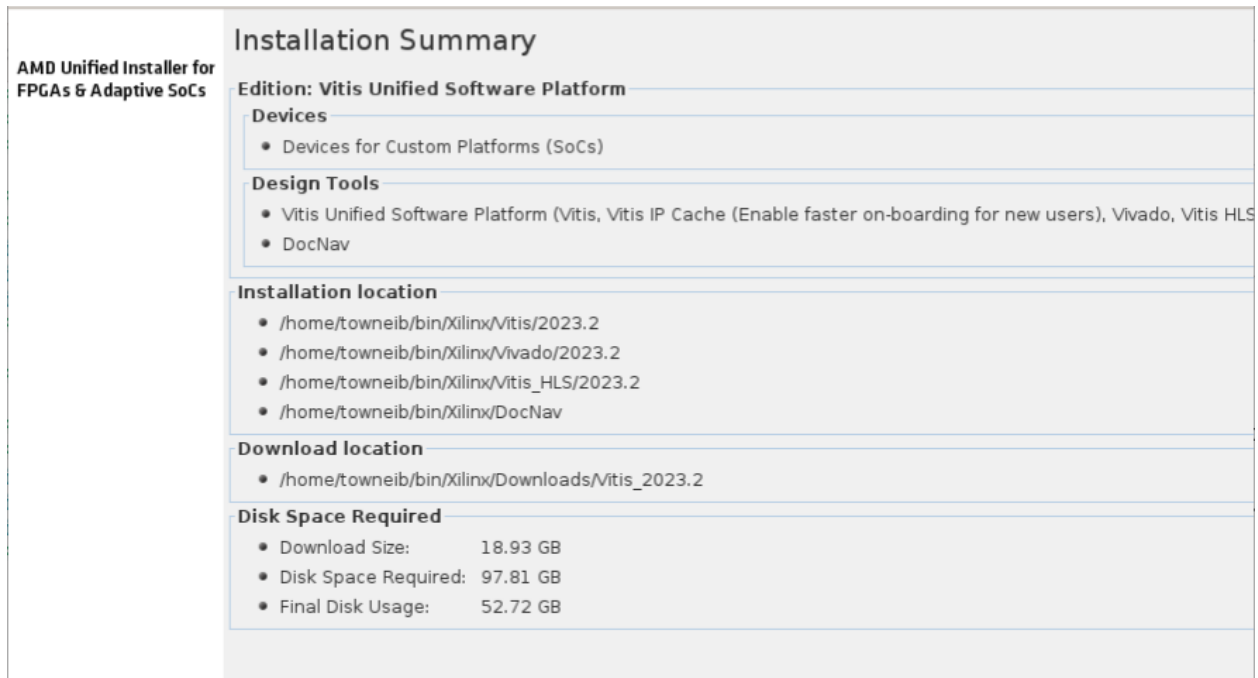 Installation Summary
AMD Unified Installer for
FPGAs & Adaptive SoCs
Edition: Vitis Unified Software Platform
Devices
Devices for Custom Platforms (SoCs)
Design Tools
Vitis Unified Software Platform (Vitis, Vitis IP Cache (Enable faster on-boarding for new users), Vivado, Vitis HLS
DocNav
Installation location
/home/towneib/bin/Xilinx/Vitis/2023.2
/home/towneib/bin/Xilinx/Vivado/2023.2
/home/towneib/bin/Xilinx/Vitis_HLS/2023.2
/home/towneib/bin/Xilinx/DocNav
Download location
/home/towneib/bin/Xilinx/Downloads/Vitis_2023.2
Disk Space Required
Download Size: 18.93 GB
Disk Space Required: 97.81 GB
Final Disk Usage: 52.72 GB